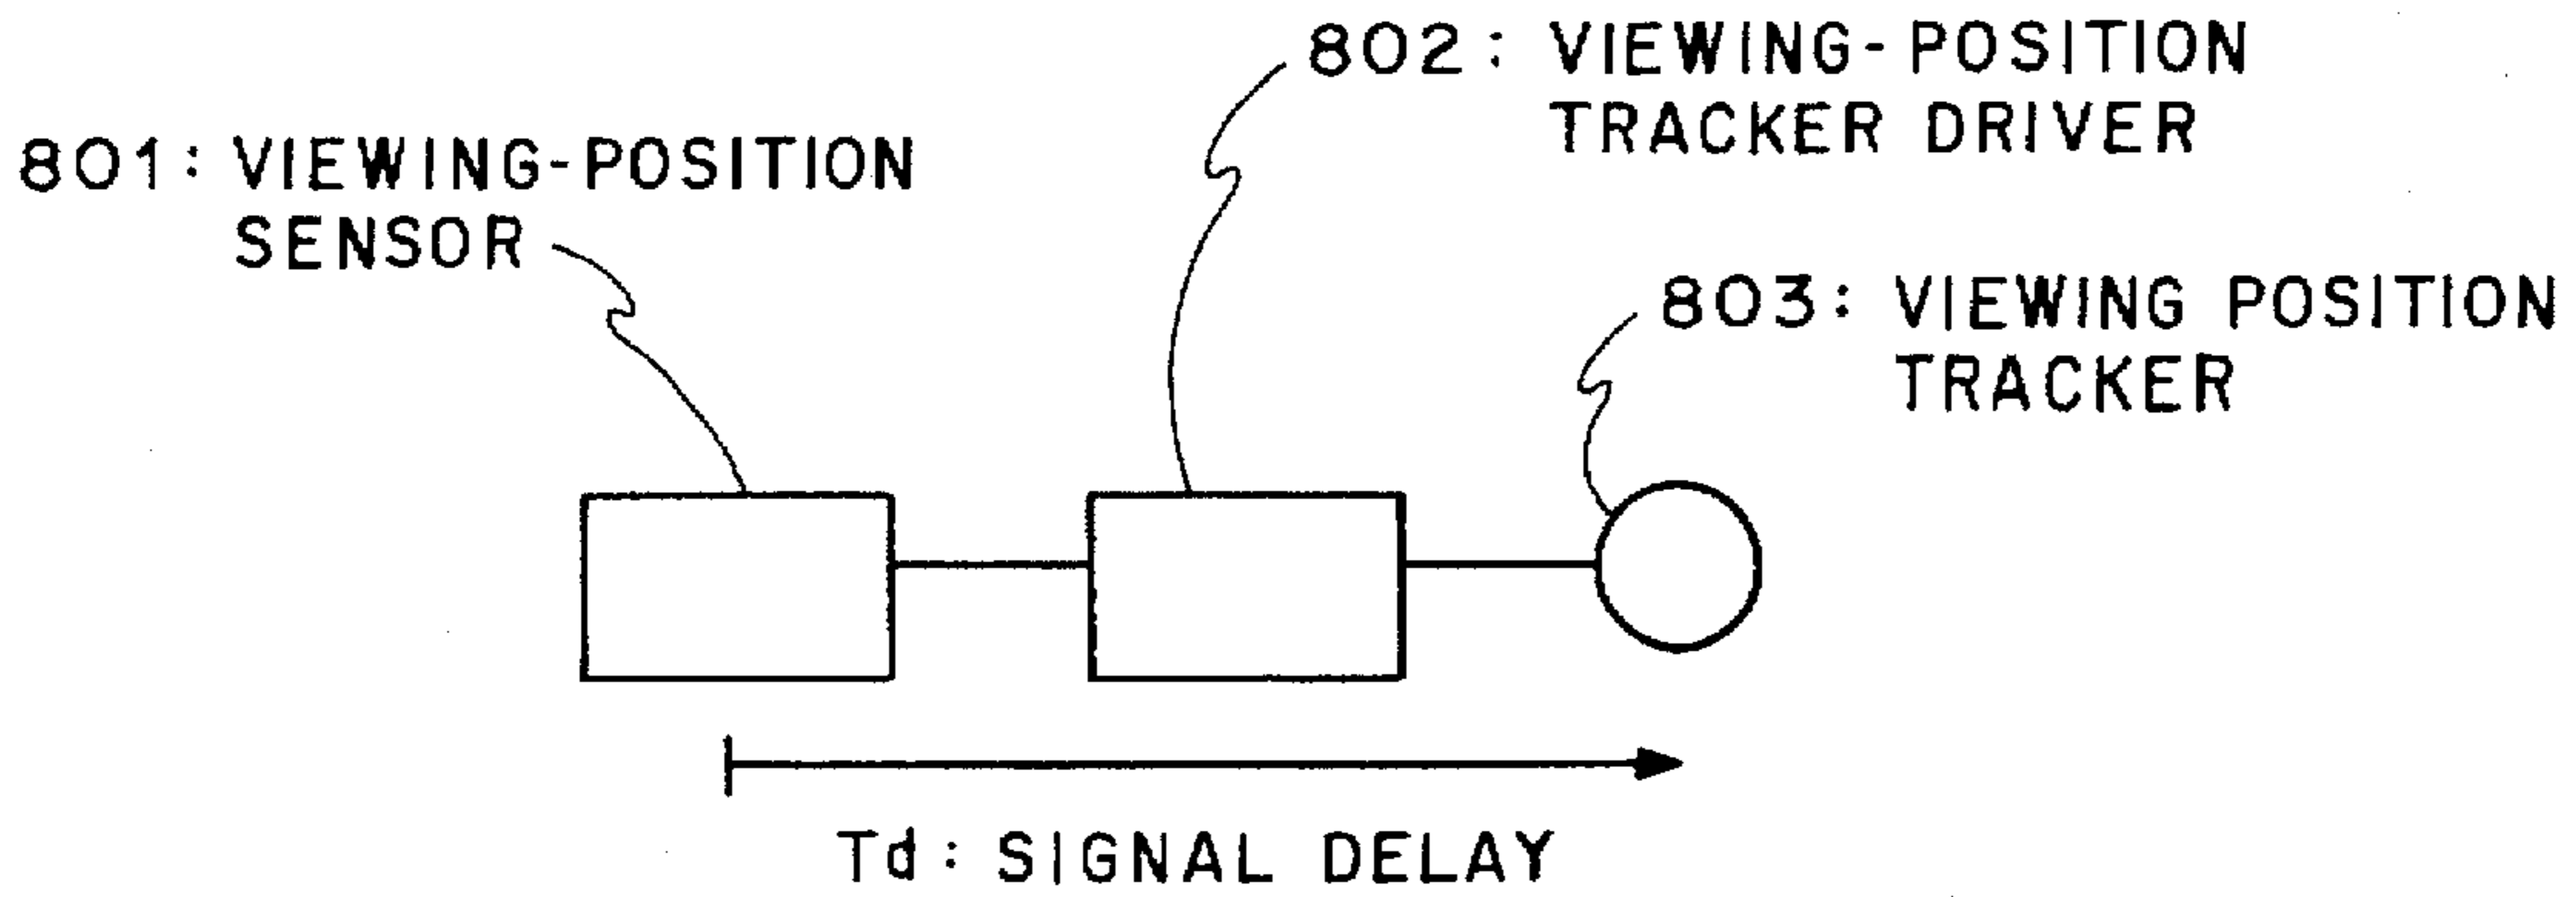 802: VIEWING-POSITION
TRACKER DRIVER
801: VIEWING-POSITION
SENSOR
803: VIEWING POSITION
TRACKER
Td: SIGNAL DELAY